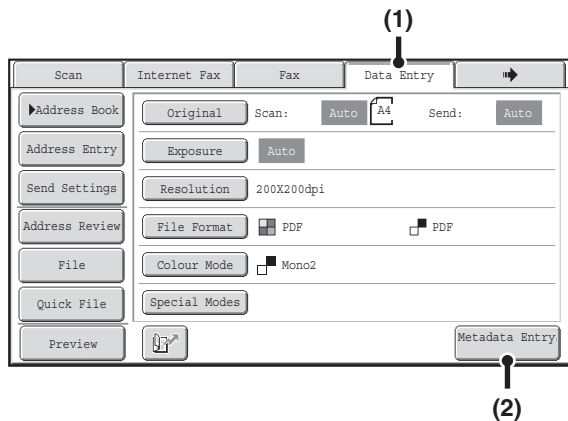 (1)
Scan Internet Fax Fax Data Entry
Address Book Original Scan: Auto A4 Send: Auto
Address Entry Exposure Auto
Send Settings Resolution 200X200dpi
Address Review File Format PDF PDF
File Colour Mode Mono2
Quick File Special Modes
Preview Metadata Entry
(2)